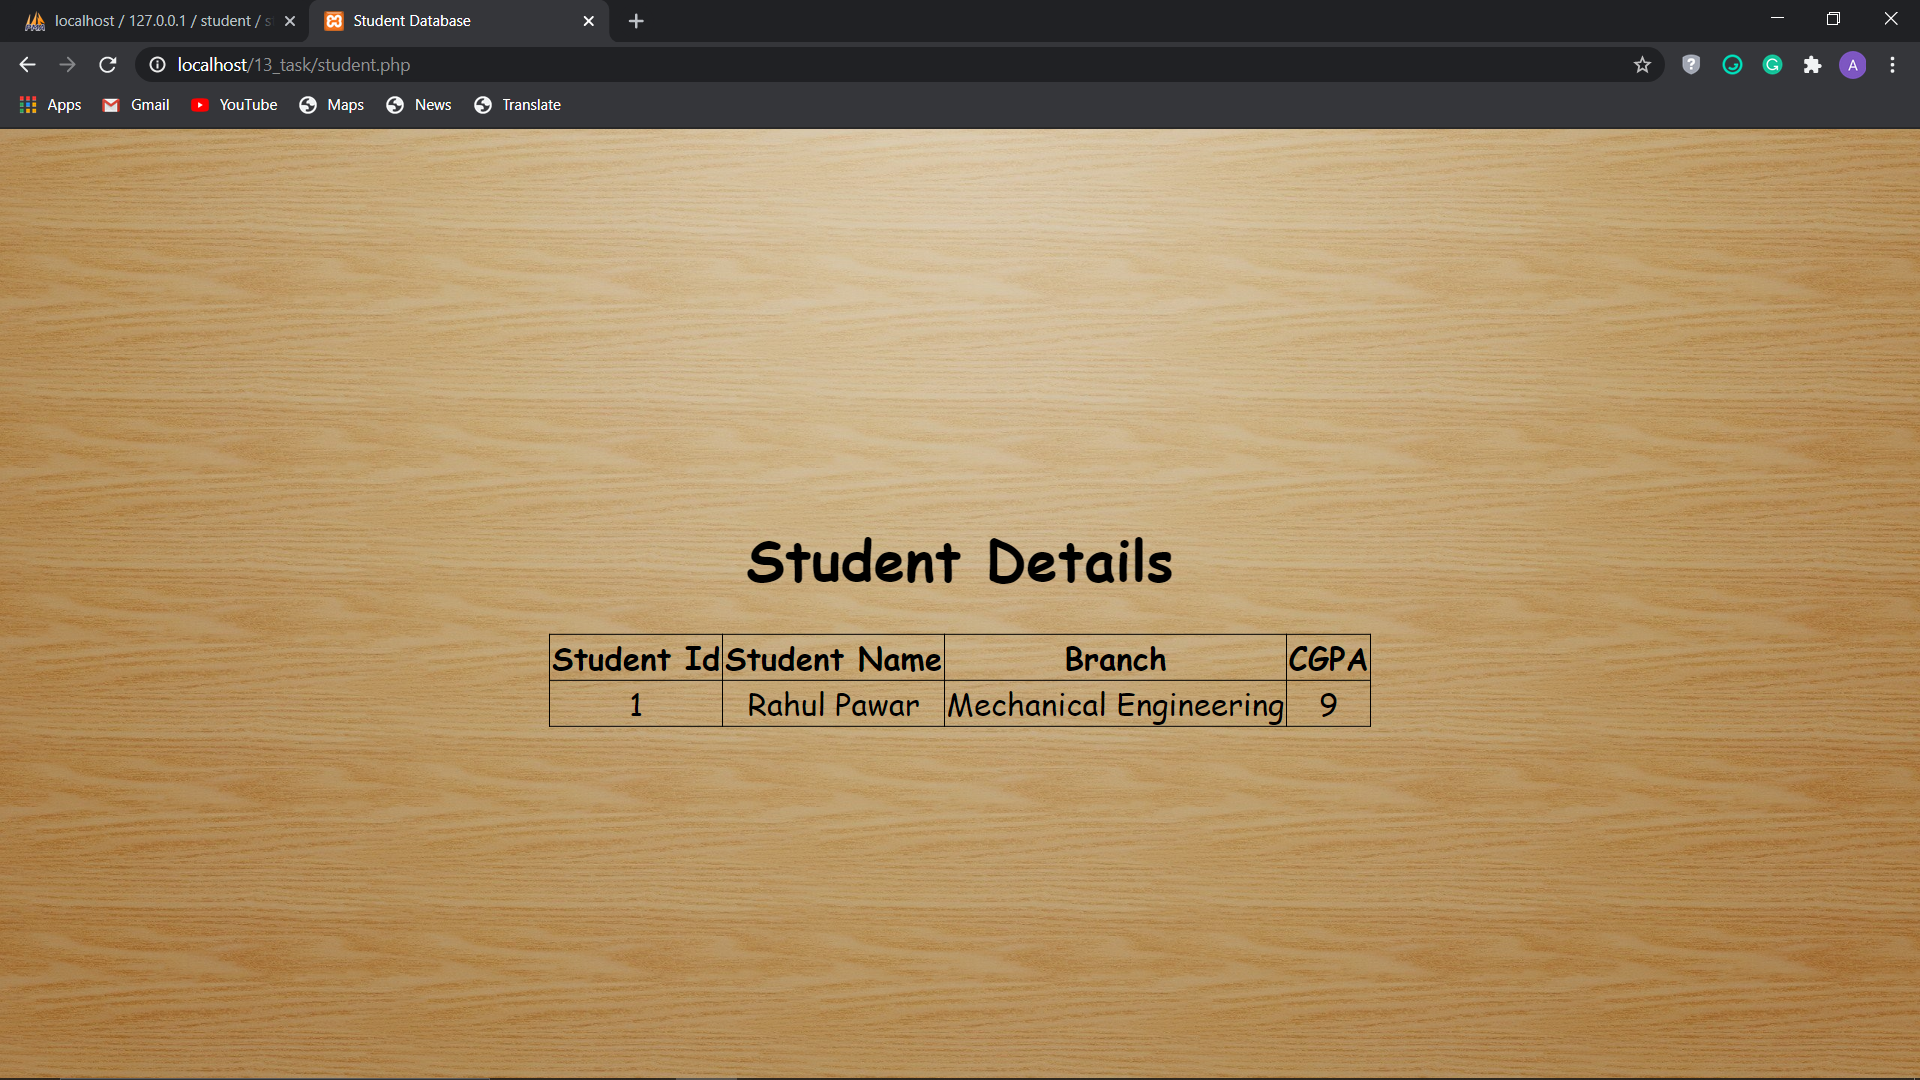 localhost / 127.0.0.1 / student / s
Student Database
localhost/13_task/student.php
A
Apps Gmail YouTube Maps News Translate
Student Details
Student Id Student Name Branch CGPA
1 Rahul Pawar Mechanical Engineering 9